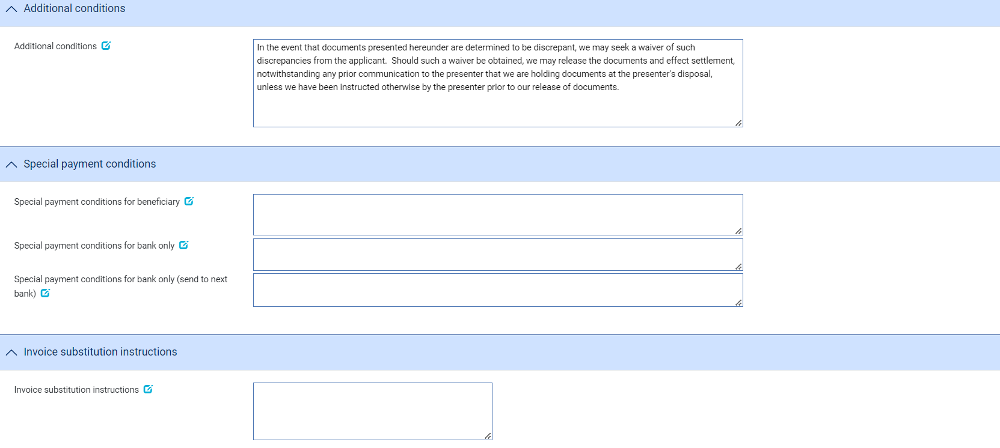 Additional conditions
Additional conditions
In the event that documents presented hereunder are determined to be discrepant, we may seek a waiver of such
discrepancies from the applicant.  Should such a waiver be obtained, we may release the documents and effect settlement,
notwithstanding any prior communication to the presenter that we are holding documents at the presenter's disposal,
unless we have been instructed otherwise by the presenter prior to our release of documents.
Special payment conditions
Special payment conditions for beneficiary
Special payment conditions for bank only
Special payment conditions for bank only (send to next
bank)
Invoice substitution instructions
Invoice substitution instructions